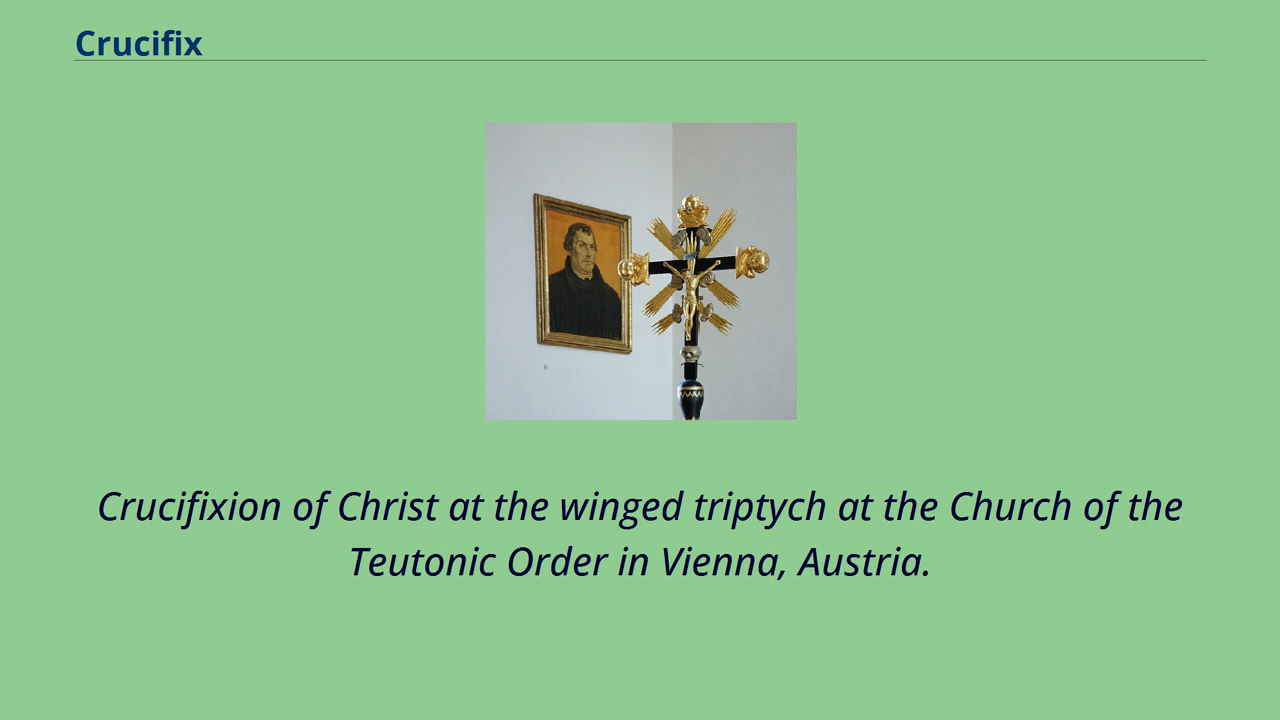 Crucifix
Crucifixion of Christ at the winged triptych at the Church of the
Teutonic Order in Vienna, Austria.